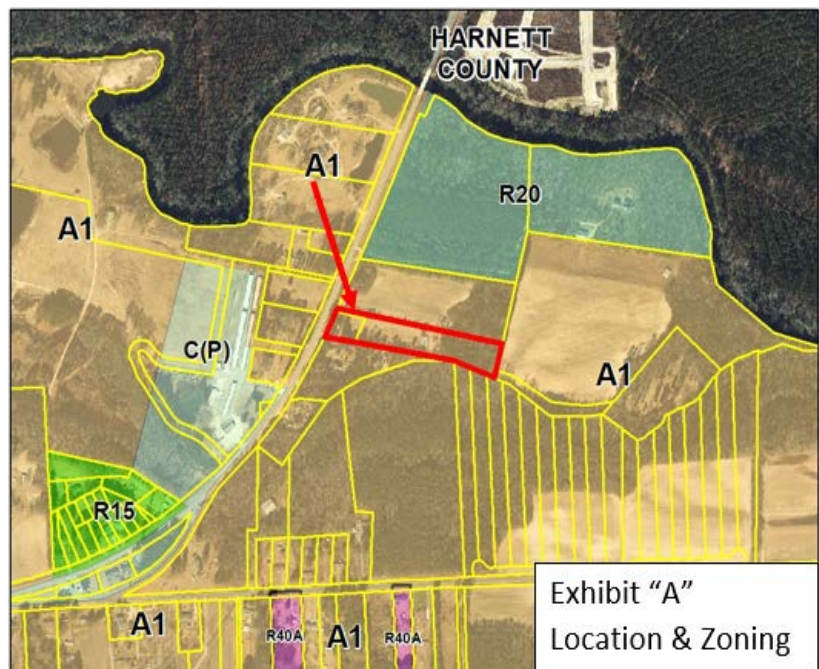 HARNETT
COUNTY
A1
R20
A1
C(P)
A1
R15
A1
R40A
A1
R40A
Exhibit “A”
Location & Zoning